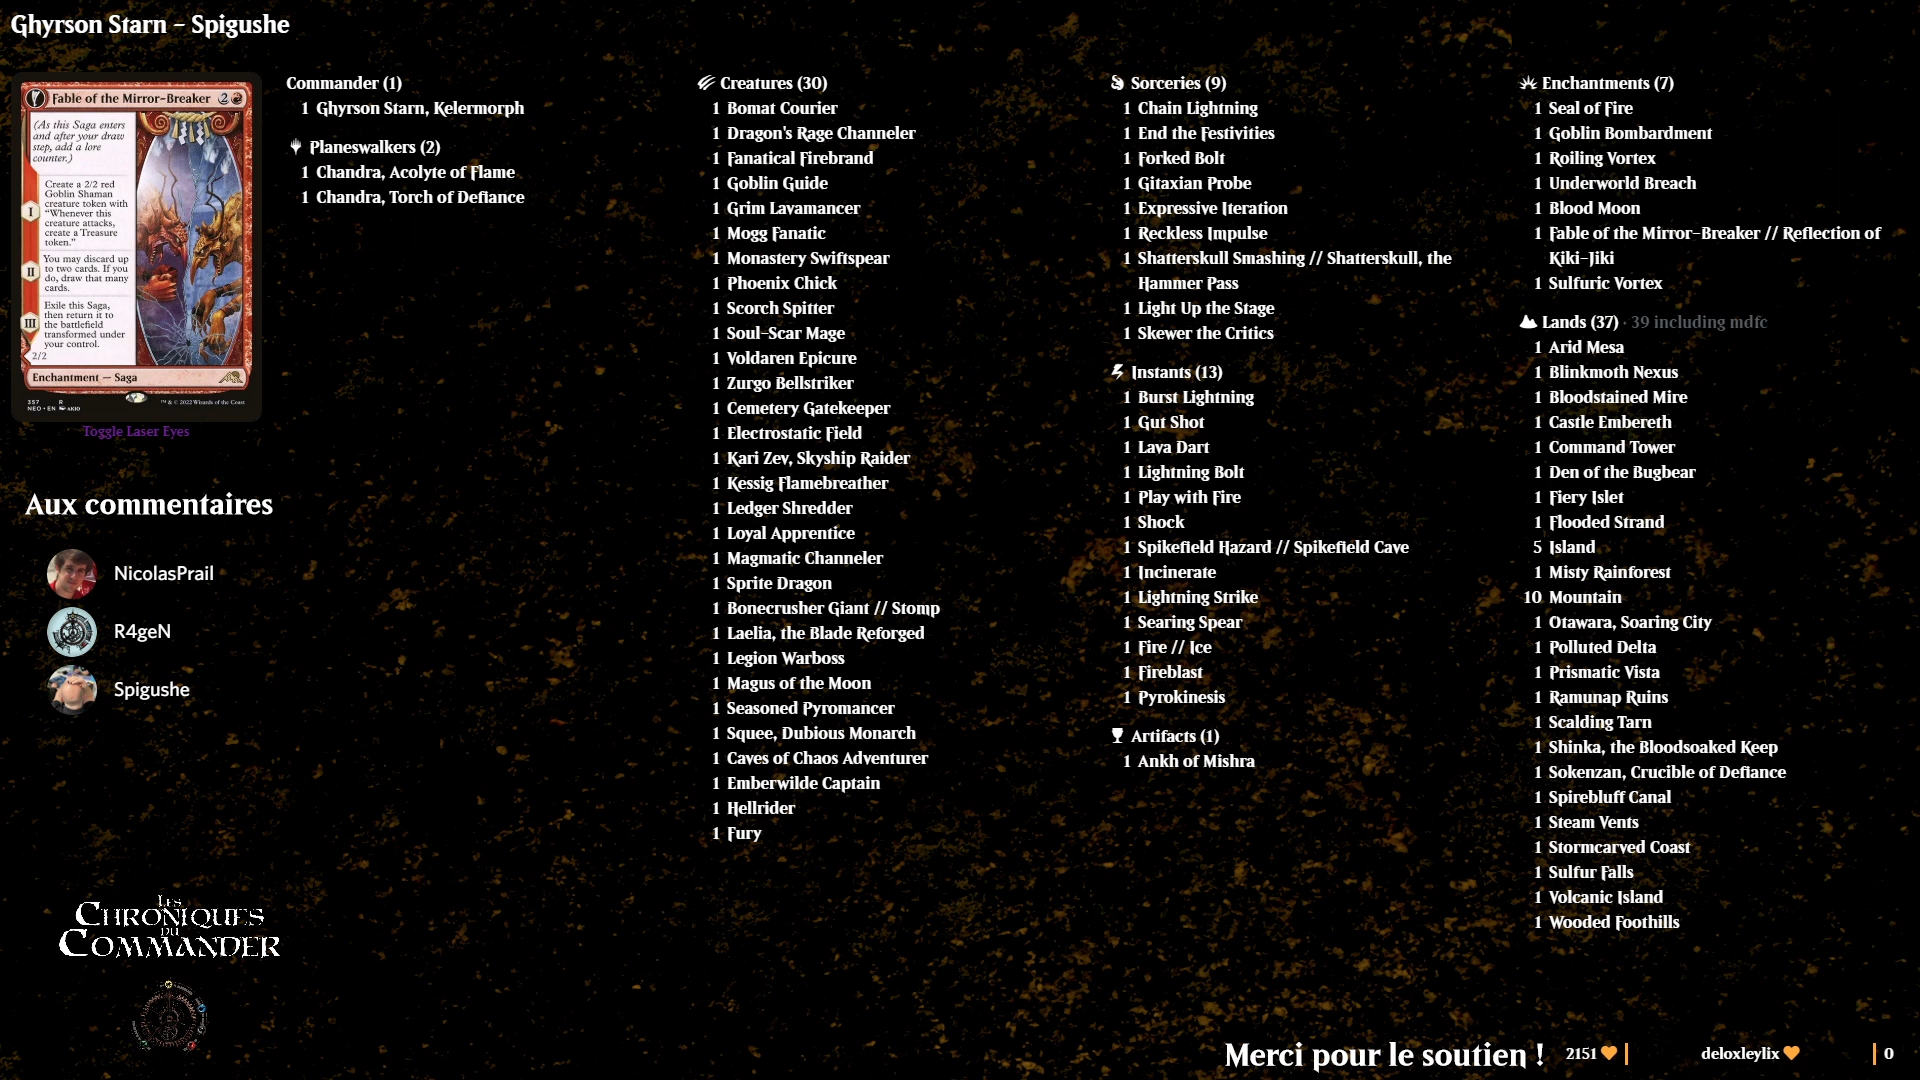 Ghyrson Starn - Spigushe
Fable of the Mirror-Breaker 2
(As this Saga enters
and after your draw
step, add a lore
counter.)
I
Create a 2/2 red
Goblin Shaman
creature token with
"Whenever this
creature attacks,
create a Treasure
token."
II
You may discard up
to two cards. If you
do, draw that many
cards.
III
Exile this Saga,
then return it to
the battlefield
transformed under
your control.
2/2
Enchantment — Saga
357 R
NEO • EN AKIO
™ & © 2022 Wizards of the Coast
Toggle Laser Eyes
Aux commentaires
NicolasPrail
R4geN
Spigushe
LES
CHRONIQUES
DU
COMMANDER
Commander (1)
1 Ghyrson Starn, Kelermorph
Planeswalkers (2)
1 Chandra, Acolyte of Flame
1 Chandra, Torch of Defiance
Creatures (30)
1 Bomat Courier
1 Dragon's Rage Channeler
1 Fanatical Firebrand
1 Goblin Guide
1 Grim Lavamancer
1 Mogg Fanatic
1 Monastery Swiftspear
1 Phoenix Chick
1 Scorch Spitter
1 Soul-Scar Mage
1 Voldaren Epicure
1 Zurgo Bellstriker
1 Cemetery Gatekeeper
1 Electrostatic Field
1 Kari Zev, Skyship Raider
1 Kessig Flamebreather
1 Ledger Shredder
1 Loyal Apprentice
1 Magmatic Channeler
1 Sprite Dragon
1 Bonecrusher Giant // Stomp
1 Laelia, the Blade Reforged
1 Legion Warboss
1 Magus of the Moon
1 Seasoned Pyromancer
1 Squee, Dubious Monarch
1 Caves of Chaos Adventurer
1 Emberwilde Captain
1 Hellrider
1 Fury
Sorceries (9)
1 Chain Lightning
1 End the Festivities
1 Forked Bolt
1 Gitaxian Probe
1 Expressive Iteration
1 Reckless Impulse
1 Shatterskull Smashing // Shatterskull, the
Hammer Pass
1 Light Up the Stage
1 Skewer the Critics
Instants (13)
1 Burst Lightning
1 Gut Shot
1 Lava Dart
1 Lightning Bolt
1 Play with Fire
1 Shock
1 Spikefield Hazard // Spikefield Cave
1 Incinerate
1 Lightning Strike
1 Searing Spear
1 Fire // Ice
1 Fireblast
1 Pyrokinesis
Artifacts (1)
1 Ankh of Mishra
Enchantments (7)
1 Seal of Fire
1 Goblin Bombardment
1 Roiling Vortex
1 Underworld Breach
1 Blood Moon
1 Fable of the Mirror-Breaker // Reflection of
Kiki-Jiki
1 Sulfuric Vortex
Lands (37) · 39 including mdfc
1 Arid Mesa
1 Blinkmoth Nexus
1 Bloodstained Mire
1 Castle Embereth
1 Command Tower
1 Den of the Bugbear
1 Fiery Islet
1 Flooded Strand
5 Island
1 Misty Rainforest
10 Mountain
1 Otawara, Soaring City
1 Polluted Delta
1 Prismatic Vista
1 Ramunap Ruins
1 Scalding Tarn
1 Shinka, the Bloodsoaked Keep
1 Sokenzan, Crucible of Defiance
1 Spirebluff Canal
1 Steam Vents
1 Stormcarved Coast
1 Sulfur Falls
1 Volcanic Island
1 Wooded Foothills
Merci pour le soutien ! 2151 deloxleylix 0